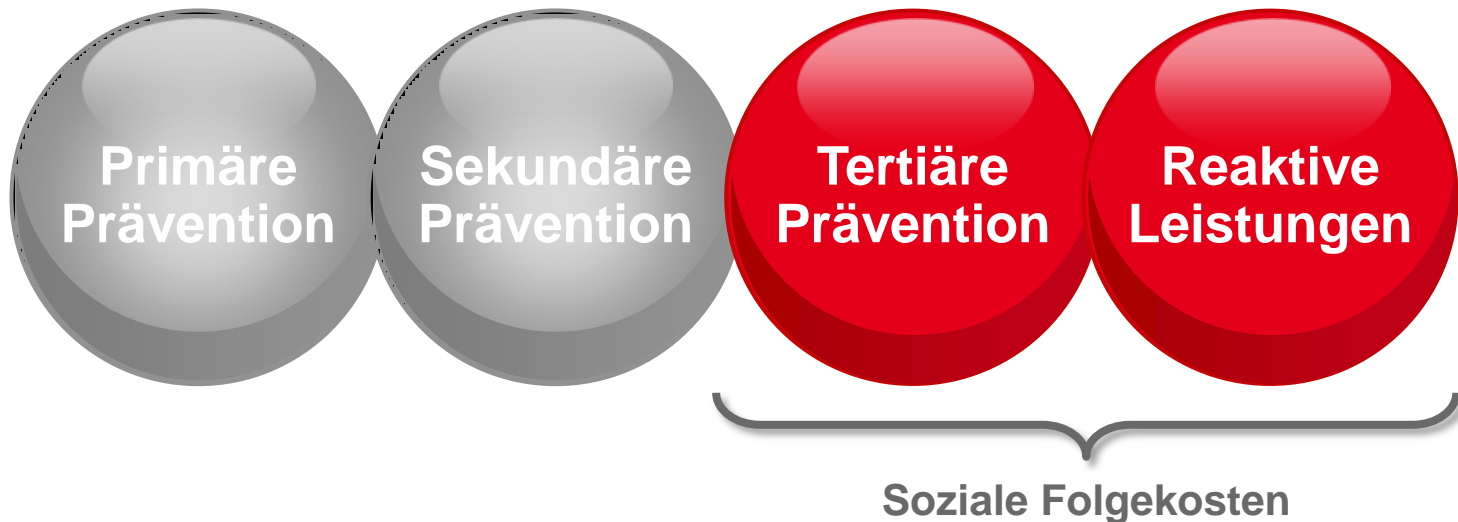 Primäre
Prävention
Sekundäre
Prävention
Tertiäre
Prävention
Reaktive
Leistungen
Soziale Folgekosten